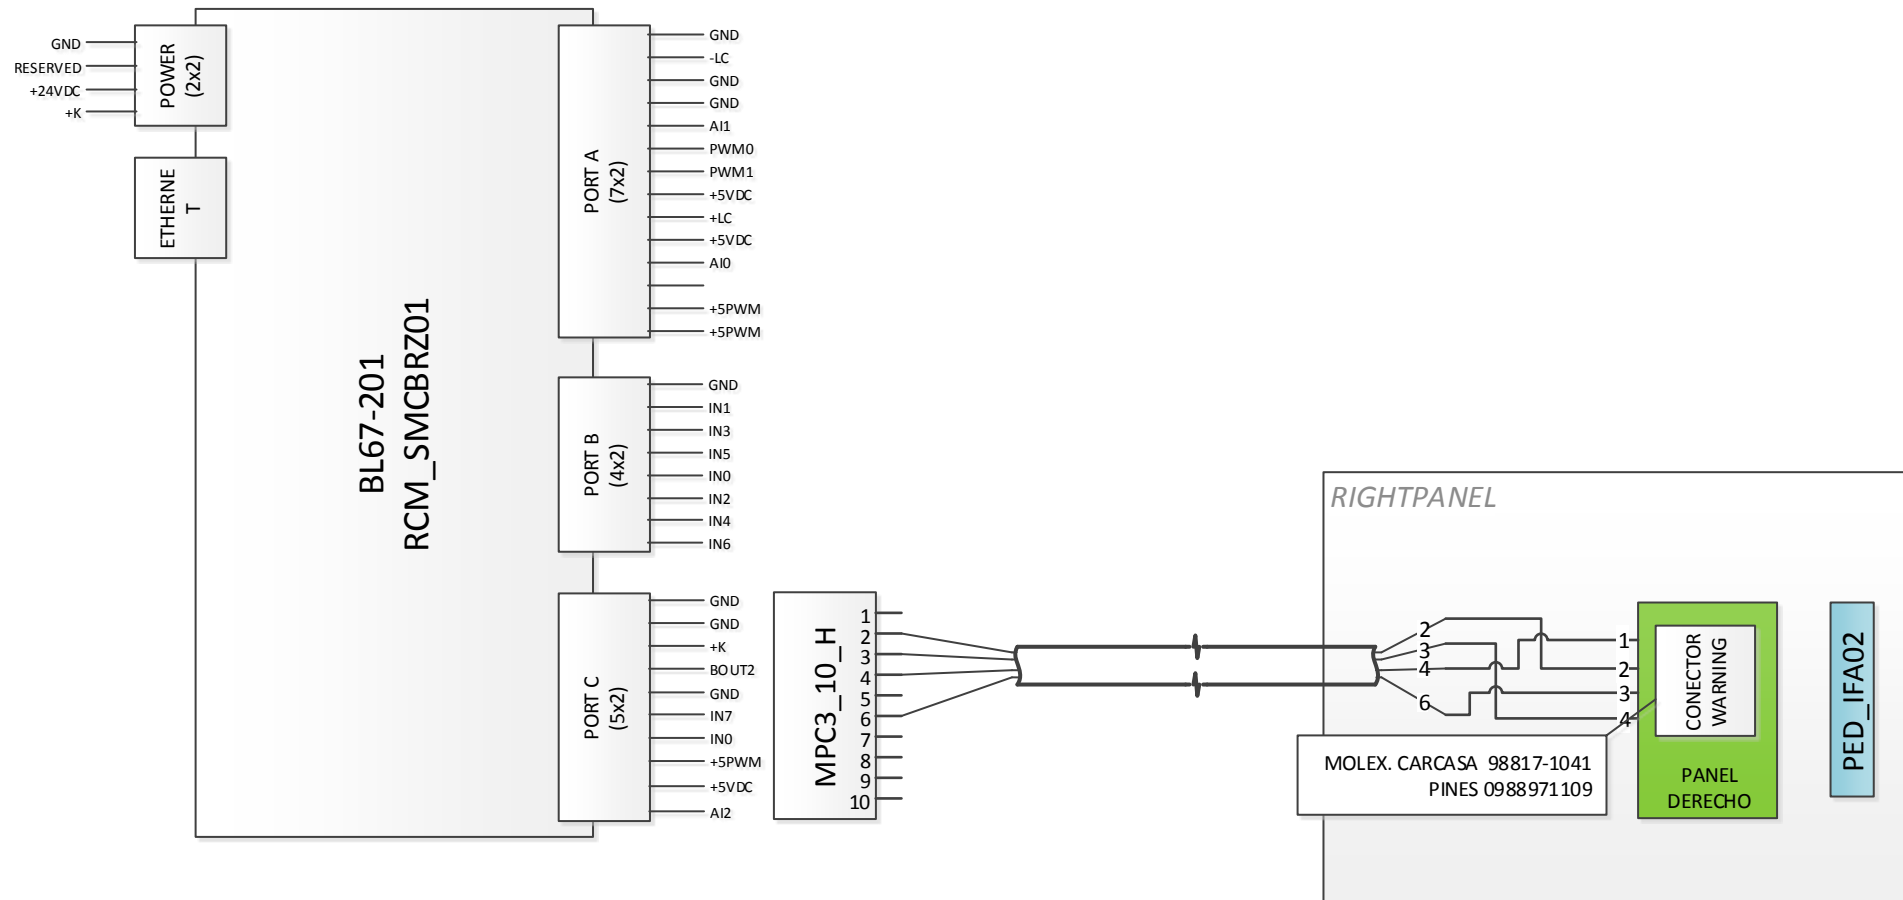 GND
RESERVED
+24VDC
+K
POWER
(2x2)
ETHERNE
T
BL67-201
RCM_SMCBRZ01
PORT A
(7x2)
GND
-LC
GND
GND
AI1
PWM0
PWM1
+5VDC
+LC
+5VDC
AI0
+5PWM
+5PWM
PORT B
(4x2)
GND
IN1
IN3
IN5
IN0
IN2
IN4
IN6
PORT C
(5x2)
GND
GND
+K
BOUT2
GND
IN7
IN0
+5PWM
+5VDC
AI2
MPC3_10_H
1
2
3
4
5
6
7
8
9
10
RIGHTPANEL
2
3
4
6
1
2
3
4
CONECTOR
WARNING
PANEL
DERECHO
PED_IFA02
MOLEX. CARCASA 98817-1041
PINES 0988971109